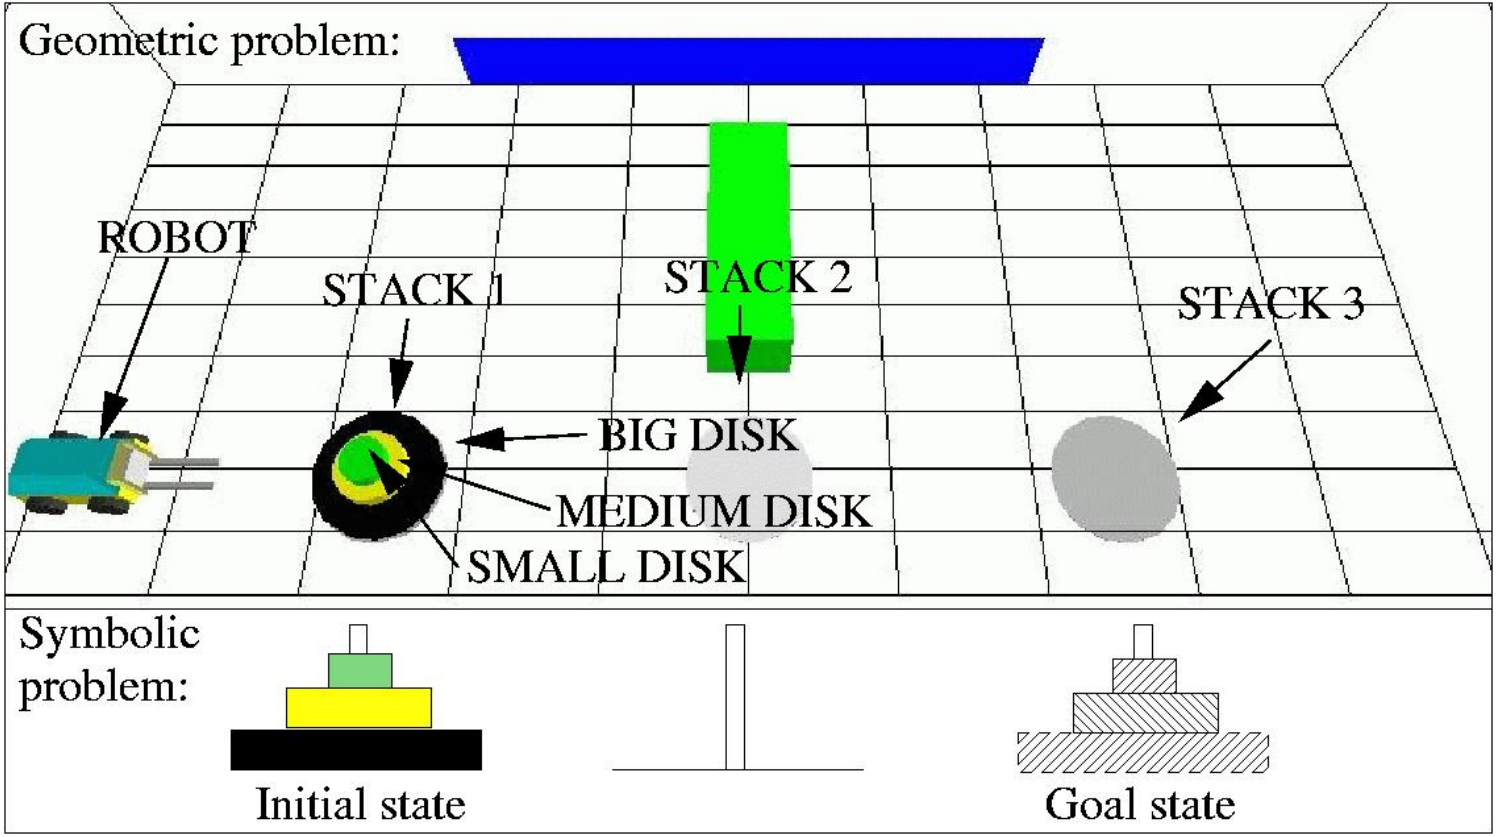 Geometric problem:
ROBOT
STACK 1
STACK 2
STACK 3
BIG DISK
MEDIUM DISK
SMALL DISK
Symbolic
problem:
Initial state
Goal state